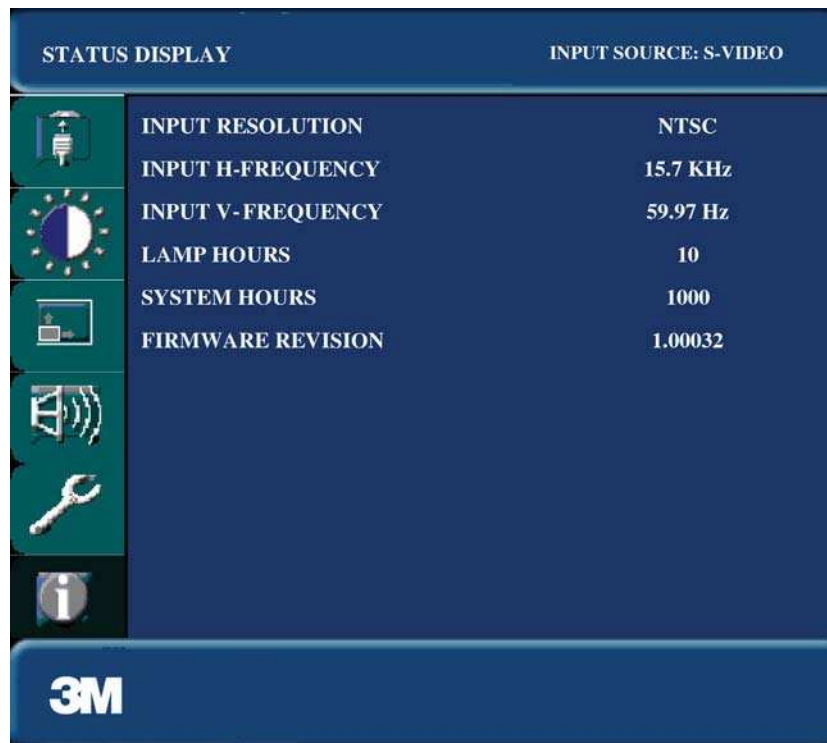 STATUS DISPLAY INPUT SOURCE: S-VIDEO
INPUT RESOLUTION NTSC
INPUT H-FREQUENCY 15.7 KHz
INPUT V-FREQUENCY 59.97 Hz
LAMP HOURS 10
SYSTEM HOURS 1000
FIRMWARE REVISION 1.00032
3M